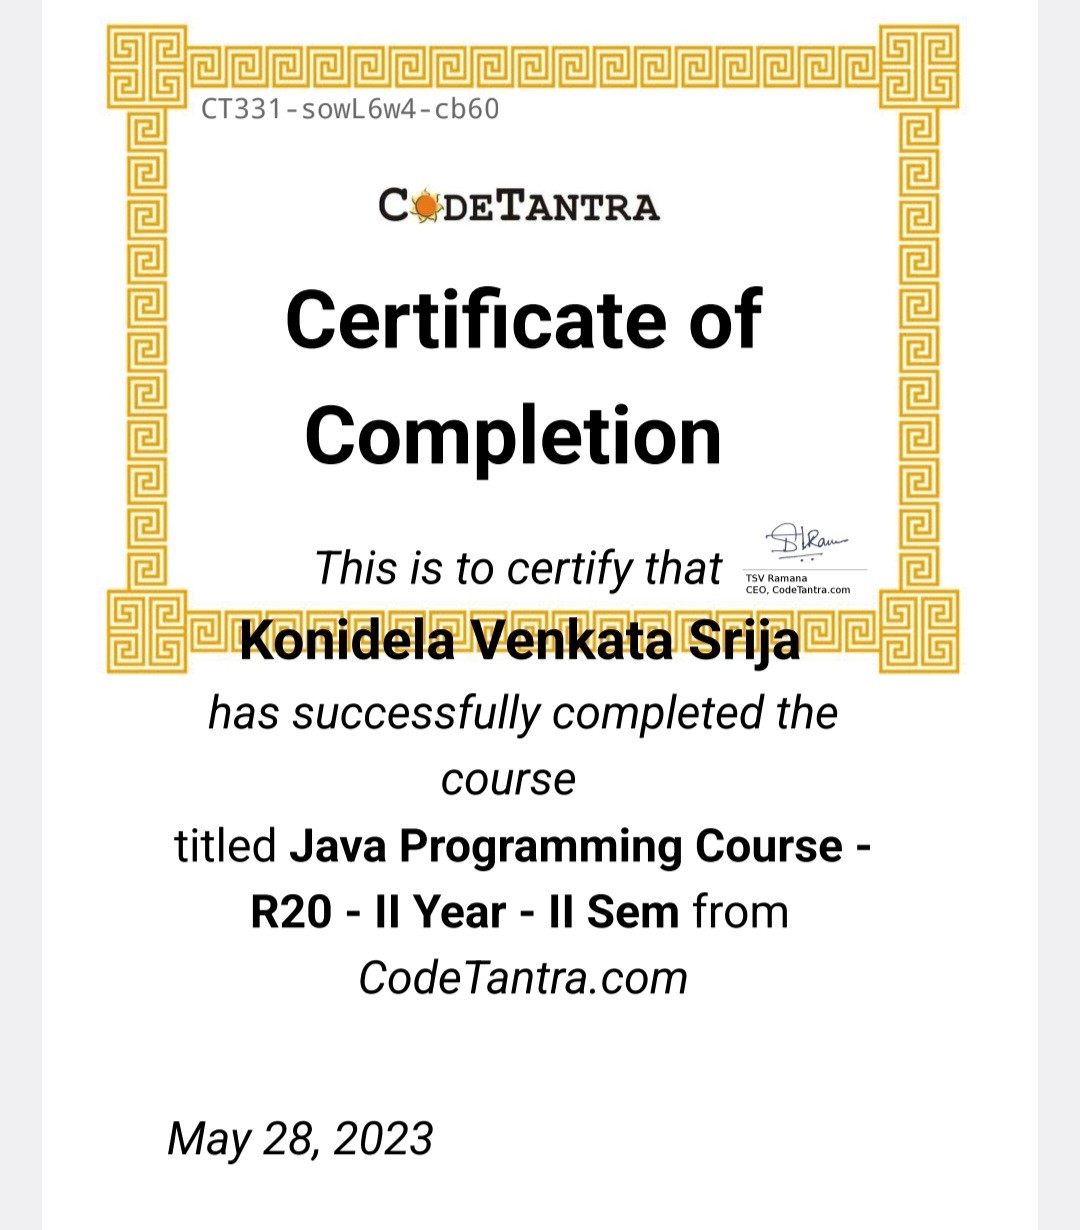 CT331-sowL6w4-cb60
CODETANTRA
Certificate of
Completion
This is to certify that
TSV Ramana
CEO, CodeTantra.com
Konidela Venkata Srija
has successfully completed the
course
titled Java Programming Course -
R20 - II Year - II Sem from
CodeTantra.com
May 28, 2023